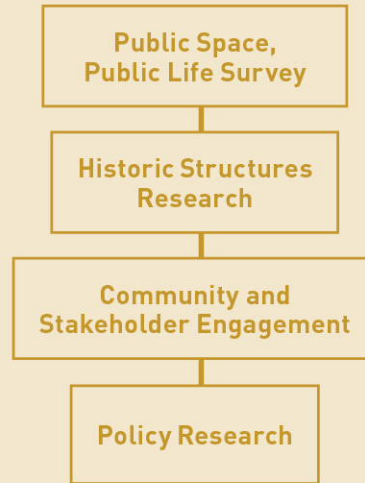 Public Space,
Public Life Survey
Historic Structures
Research
Community and
Stakeholder Engagement
Policy Research